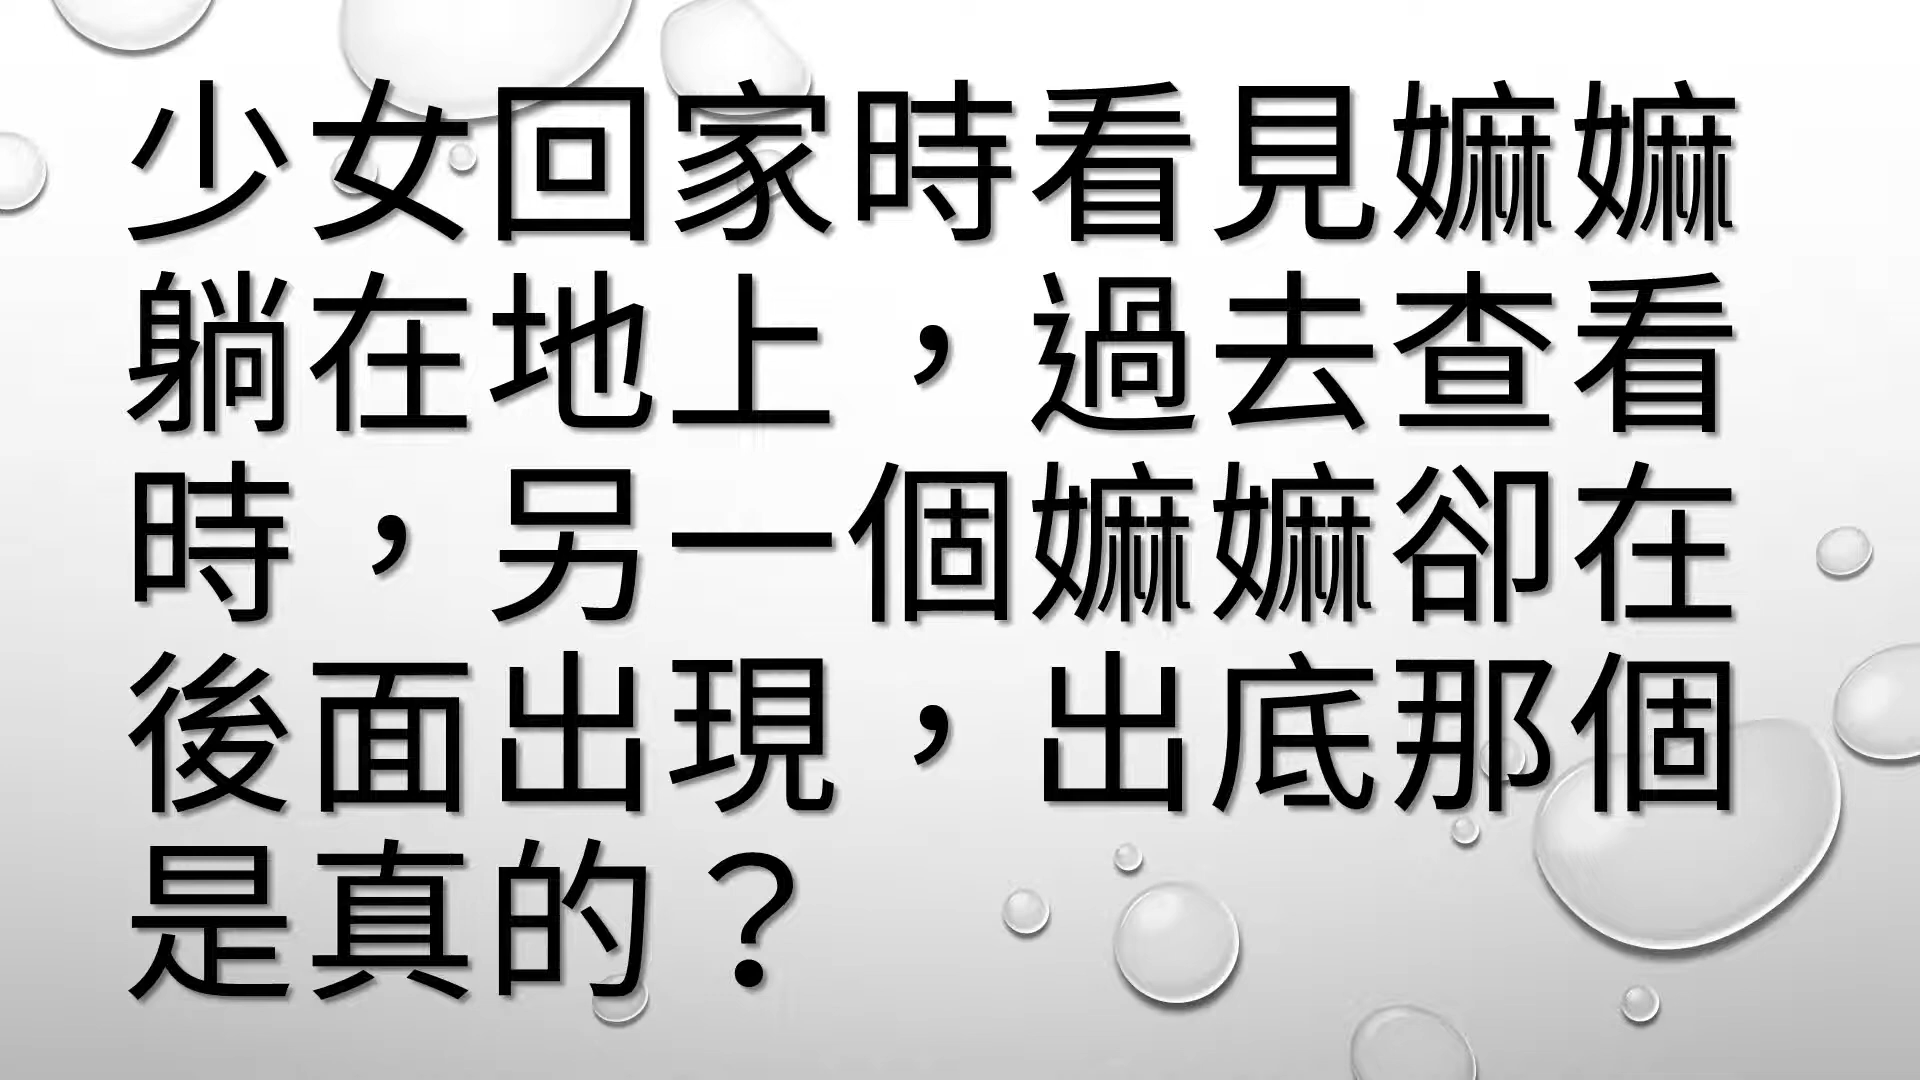 少女回家時看見嫲嫲
躺在地上，過去查看
時，另一個嫲嫲卻在
後面出現，出底那個
是真的？